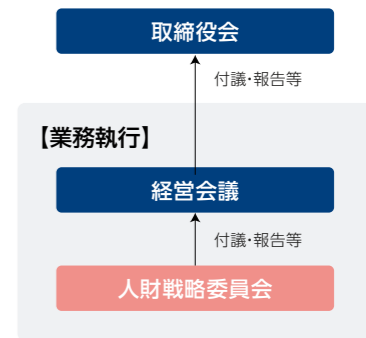 取締役会
付議・報告等
【業務執行】
経営会議
付議・報告等
人財戦略委員会